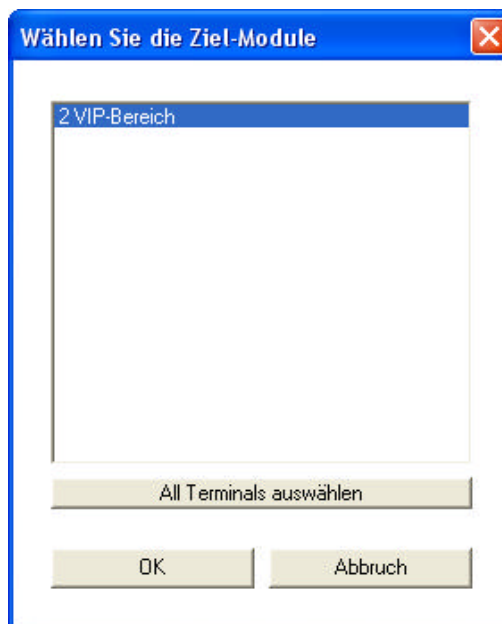 Wählen Sie die Ziel-Module
2 VIP-Bereich
All Terminals auswählen
OK
Abbruch